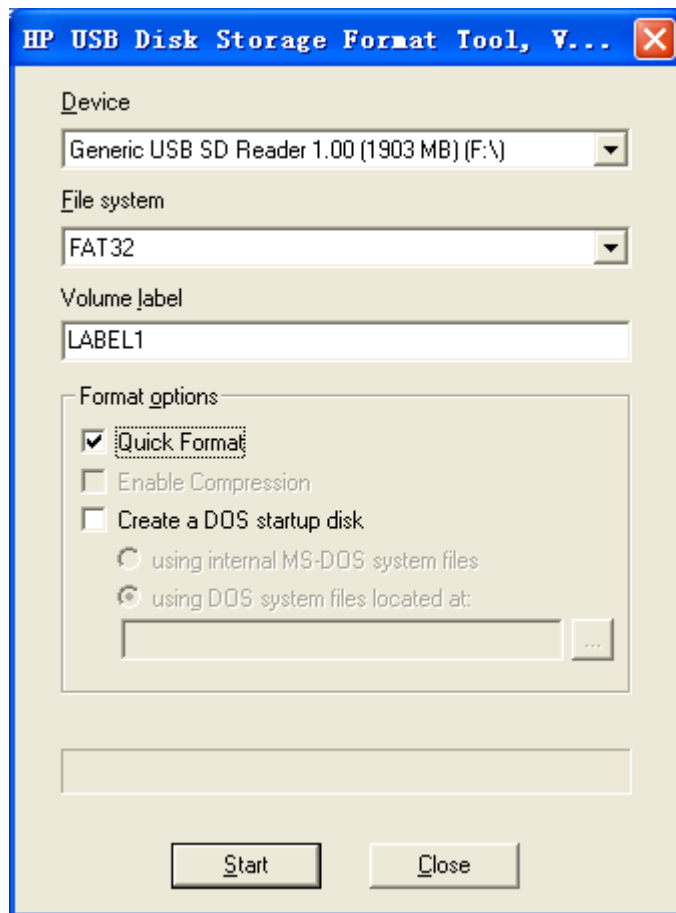 HP USB Disk Storage Format Tool, V...
Device
Generic USB SD Reader 1.00 (1903 MB) (F:\)
File system
FAT32
Volume label
LABEL1
Format options
Quick Format
Enable Compression
Create a DOS startup disk
using internal MS-DOS system files
using DOS system files located at:
...
Start Close